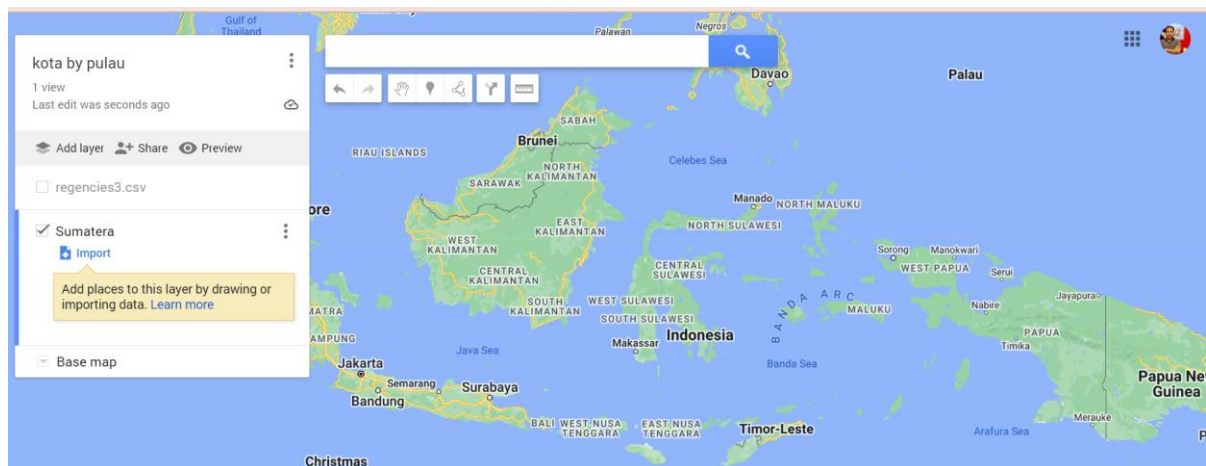 kota by pulau
1 view
Last edit was seconds ago
Add layer
Share
Preview
regencies3.csv
Sumatera
Import
Add places to this layer by drawing or
importing data. Learn more
Base map
Gulf of
Thailand
Palawan
Negros
Davao
Palau
SABAH
Brunei
RIAU ISLANDS
Celebes Sea
NORTH
KALIMANTAN
SARAWAK
Manado
NORTH MALUKU
ore
EAST
KALIMANTAN
NORTH SULAWESI
WEST
KALIMANTAN
Sorong
Manokwari
CENTRAL
SULAWESI
WEST PAPUA
Serui
CENTRAL
KALIMANTAN
BANDA ARC
Jayapura
SOUTH
KALIMANTAN
WEST SULAWESI
MALUKU
Nabire
MATRA
SOUTH SULAWESI
PAPUA
AMPUNG
Makassar
Indonesia
Timika
Java Sea
Banda Sea
Jakarta
Semarang
Surabaya
Bandung
Papua Ne
Guinea
BALI
WEST NUSA
TENGGARA
EAST NUSA
TENGGARA
Timor-Leste
Merauke
Arafura Sea
P
Christmas